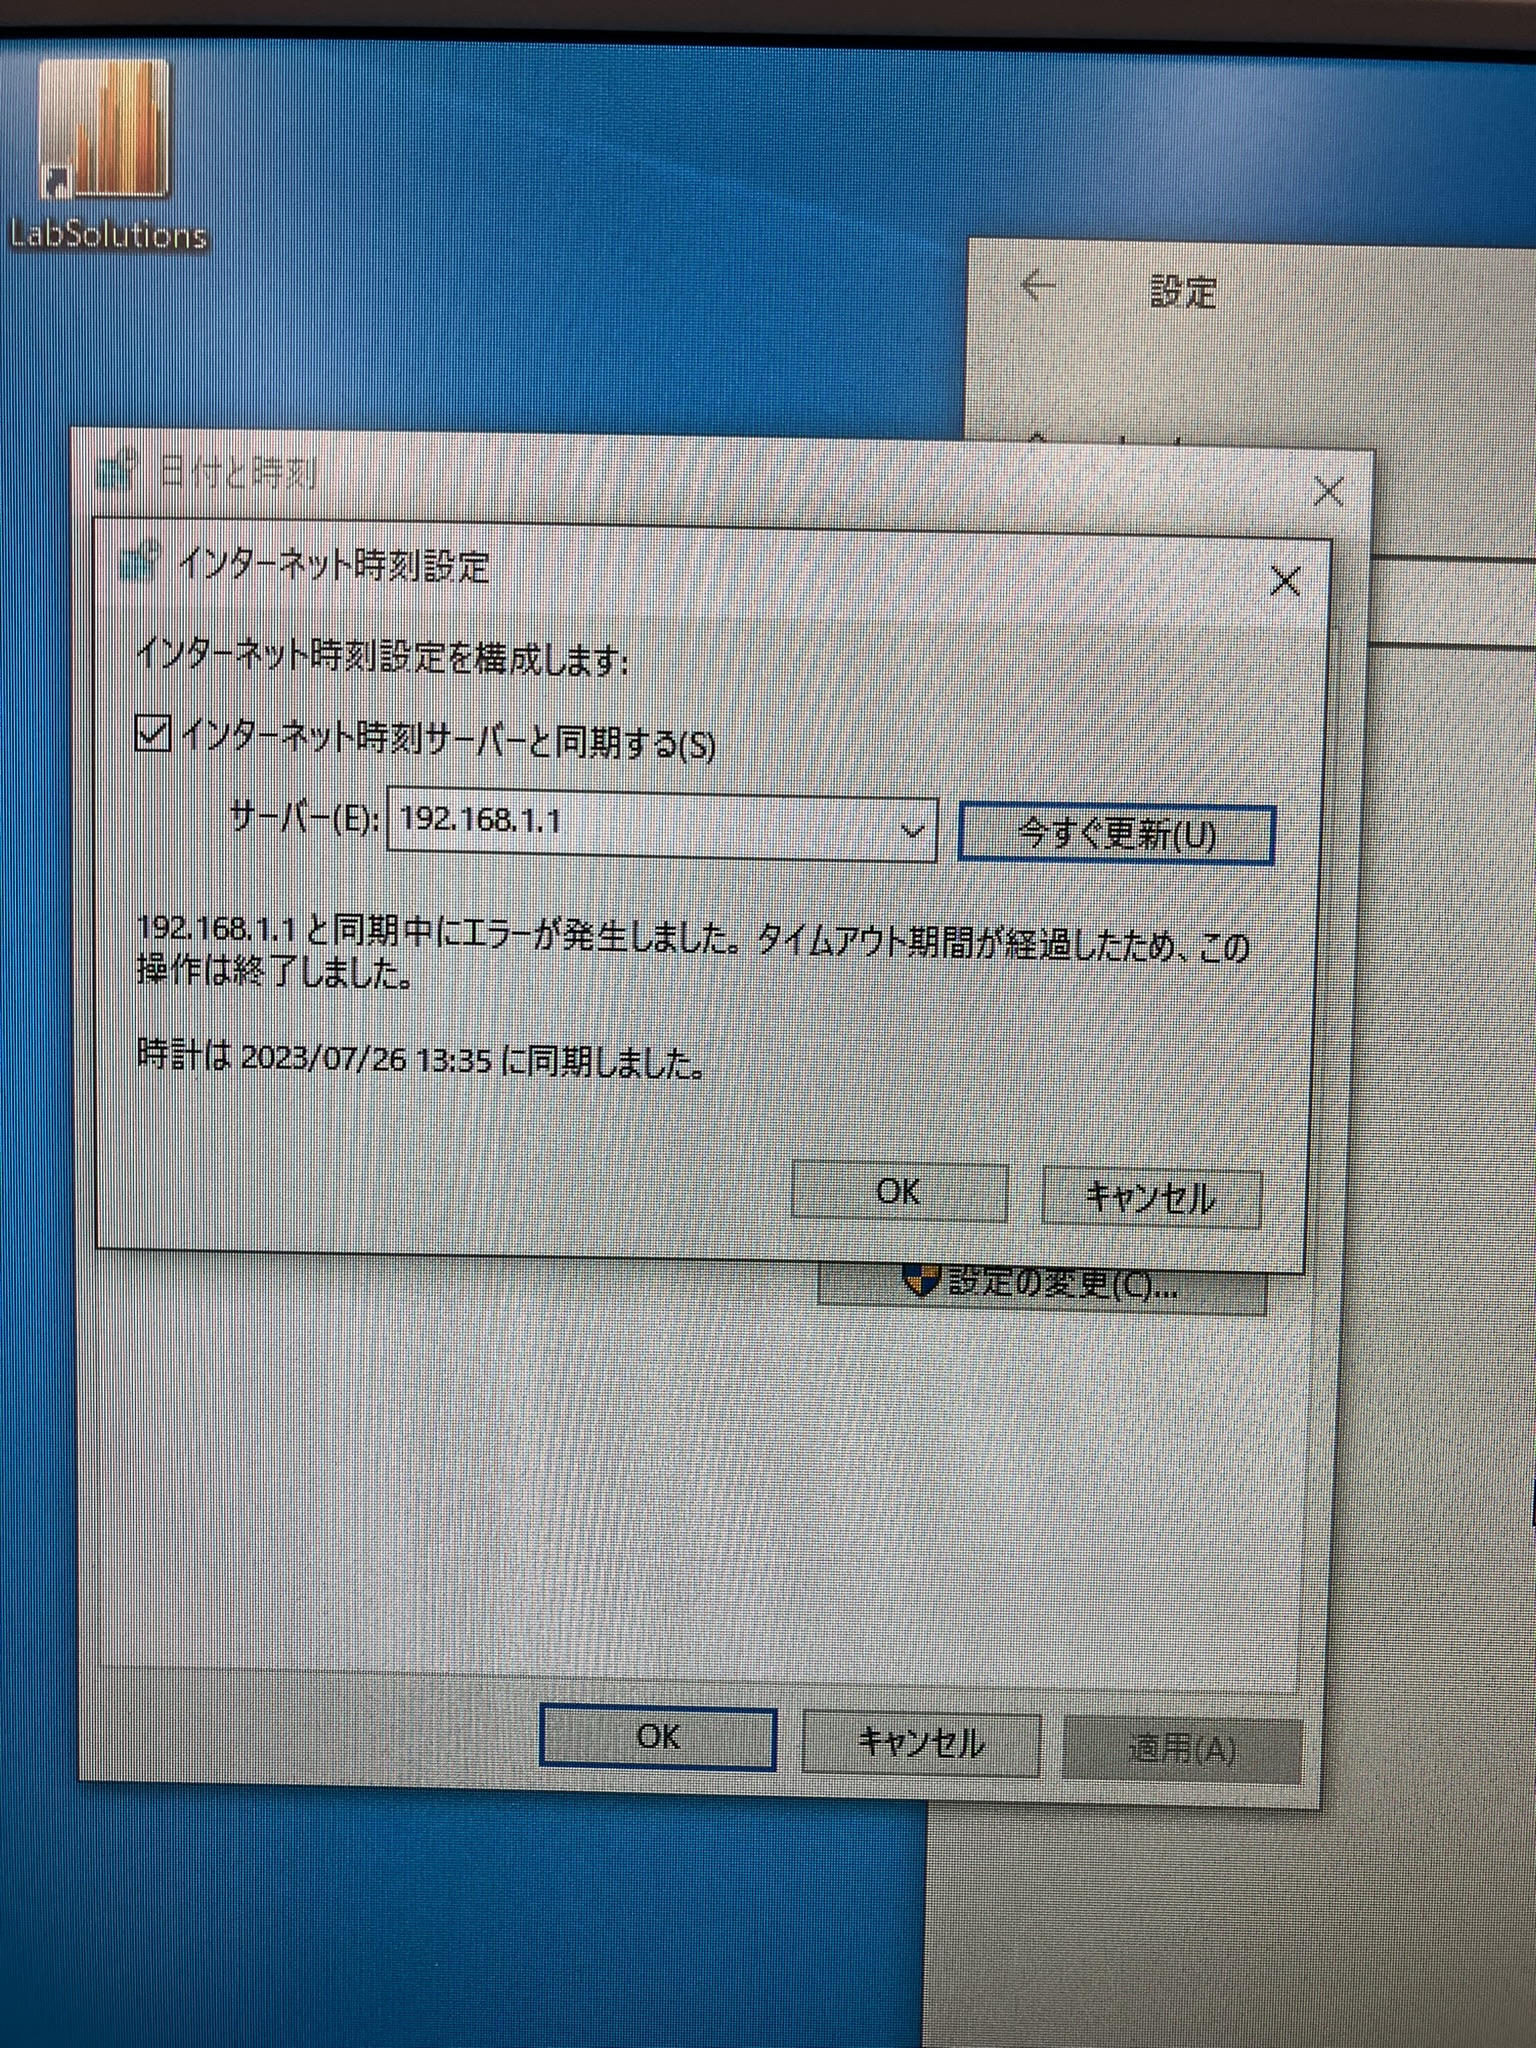 LabSolutions
設定
日付と時刻
インターネット時刻設定
インターネット時刻設定を構成します:
インターネット時刻サーバーと同期する(S)
サーバー(E): 192.168.1.1 今すぐ更新(U)
192.168.1.1 と同期中にエラーが発生しました。タイムアウト期間が経過したため、この
操作は終了しました。
時計は 2023/07/26 13:35 に同期しました。
OK キャンセル
設定の変更(C)...
OK キャンセル 適用(A)